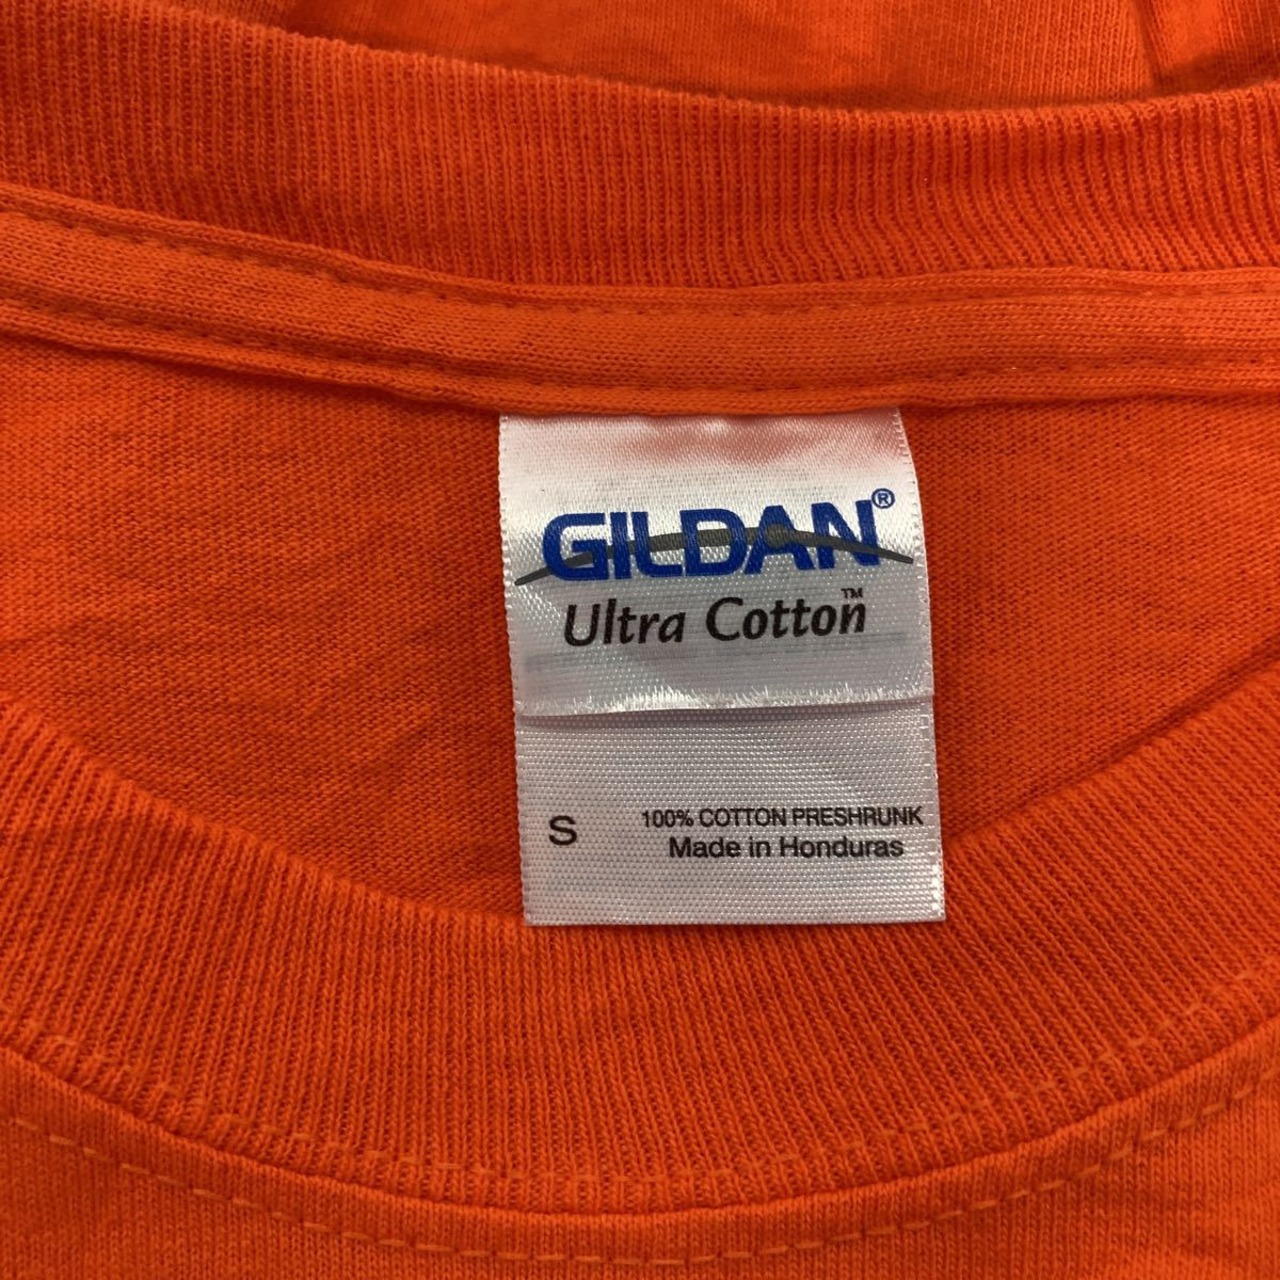 GILDAN®
Ultra Cotton™
S
100% COTTON PRESHRUNK
Made in Honduras